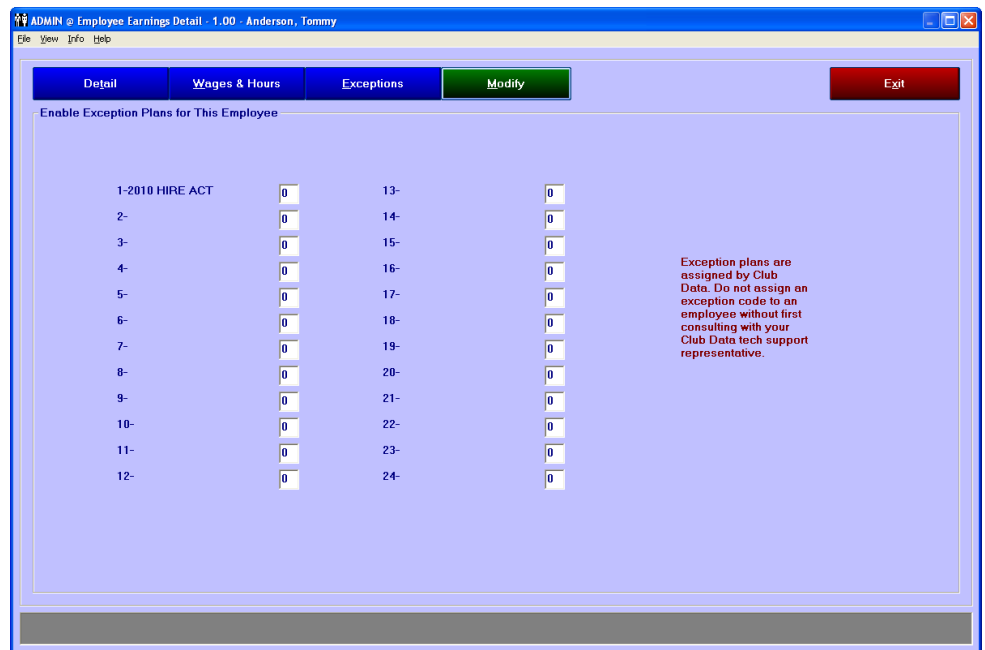 ADMIN @ Employee Earnings Detail - 1.00 - Anderson, Tommy
File View Info Help
Detail Wages & Hours Exceptions Modify Exit
Enable Exception Plans for This Employee
1-2010 HIRE ACT 0 13- 0
2- 0 14- 0
3- 0 15- 0
4- 0 16- 0
5- 0 17- 0
6- 0 18- 0
7- 0 19- 0
8- 0 20- 0
9- 0 21- 0
10- 0 22- 0
11- 0 23- 0
12- 0 24- 0
Exception plans are
assigned by Club
Data. Do not assign an
exception code to an
employee without first
consulting with your
Club Data tech support
representative.